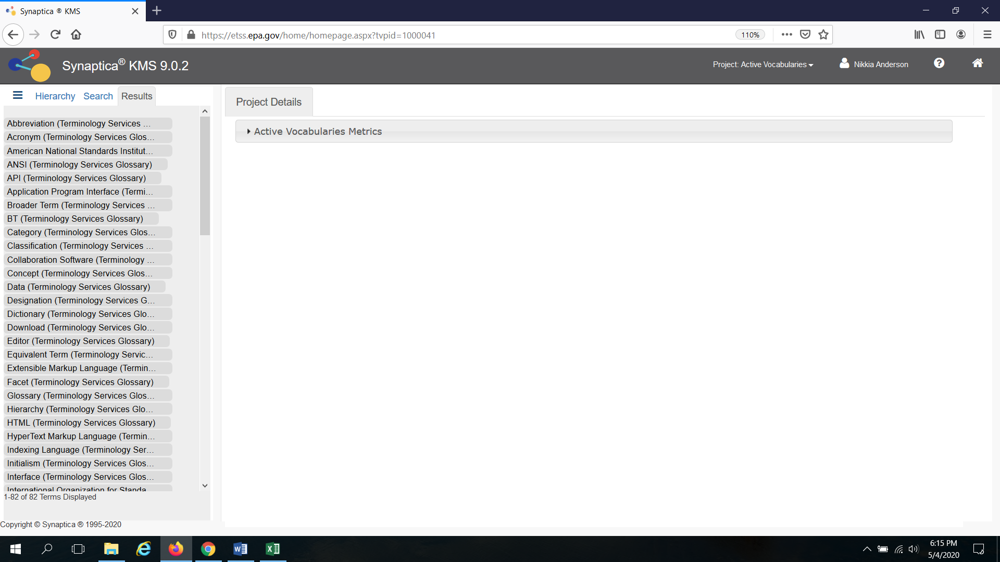 Synaptica ® KMS
https://etss.epa.gov/home/homepage.aspx?tvpid=1000041
110%
Synaptica® KMS 9.0.2
Project: Active Vocabularies
Nikkia Anderson
Hierarchy Search Results
Project Details
Active Vocabularies Metrics
Abbreviation (Terminology Services ...
Acronym (Terminology Services Glos...
American National Standards Institut...
ANSI (Terminology Services Glossary)
API (Terminology Services Glossary)
Application Program Interface (Termi...
Broader Term (Terminology Services ...
BT (Terminology Services Glossary)
Category (Terminology Services Glos...
Classification (Terminology Services ...
Collaboration Software (Terminology ...
Concept (Terminology Services Glos...
Data (Terminology Services Glossary)
Designation (Terminology Services G...
Dictionary (Terminology Services Glo...
Download (Terminology Services Glo...
Editor (Terminology Services Glossary)
Equivalent Term (Terminology Servic...
Extensible Markup Language (Termin...
Facet (Terminology Services Glossary)
Glossary (Terminology Services Glos...
Hierarchy (Terminology Services Glo...
HTML (Terminology Services Glossary)
HyperText Markup Language (Termin...
Indexing Language (Terminology Ser...
Initialism (Terminology Services Glos...
Interface (Terminology Services Glos...
International Organization for Standa
1-82 of 82 Terms Displayed
Copyright © Synaptica ® 1995-2020
6:15 PM
5/4/2020